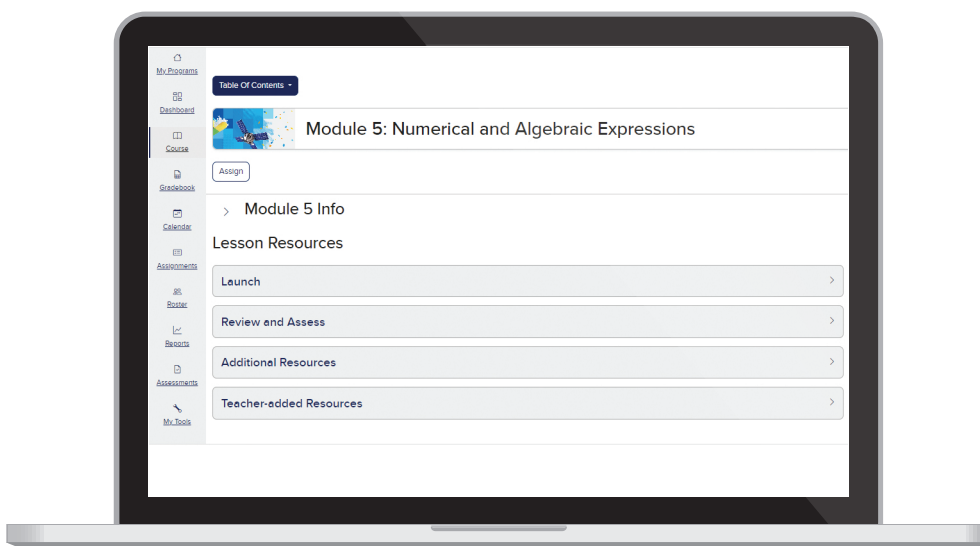 My Programs
Dashboard
Course
Gradebook
Calendar
Assignments
Roster
Reports
Assessments
My Tools
Table Of Contents
Module 5: Numerical and Algebraic Expressions
Assign
Module 5 Info
Lesson Resources
Launch
Review and Assess
Additional Resources
Teacher-added Resources